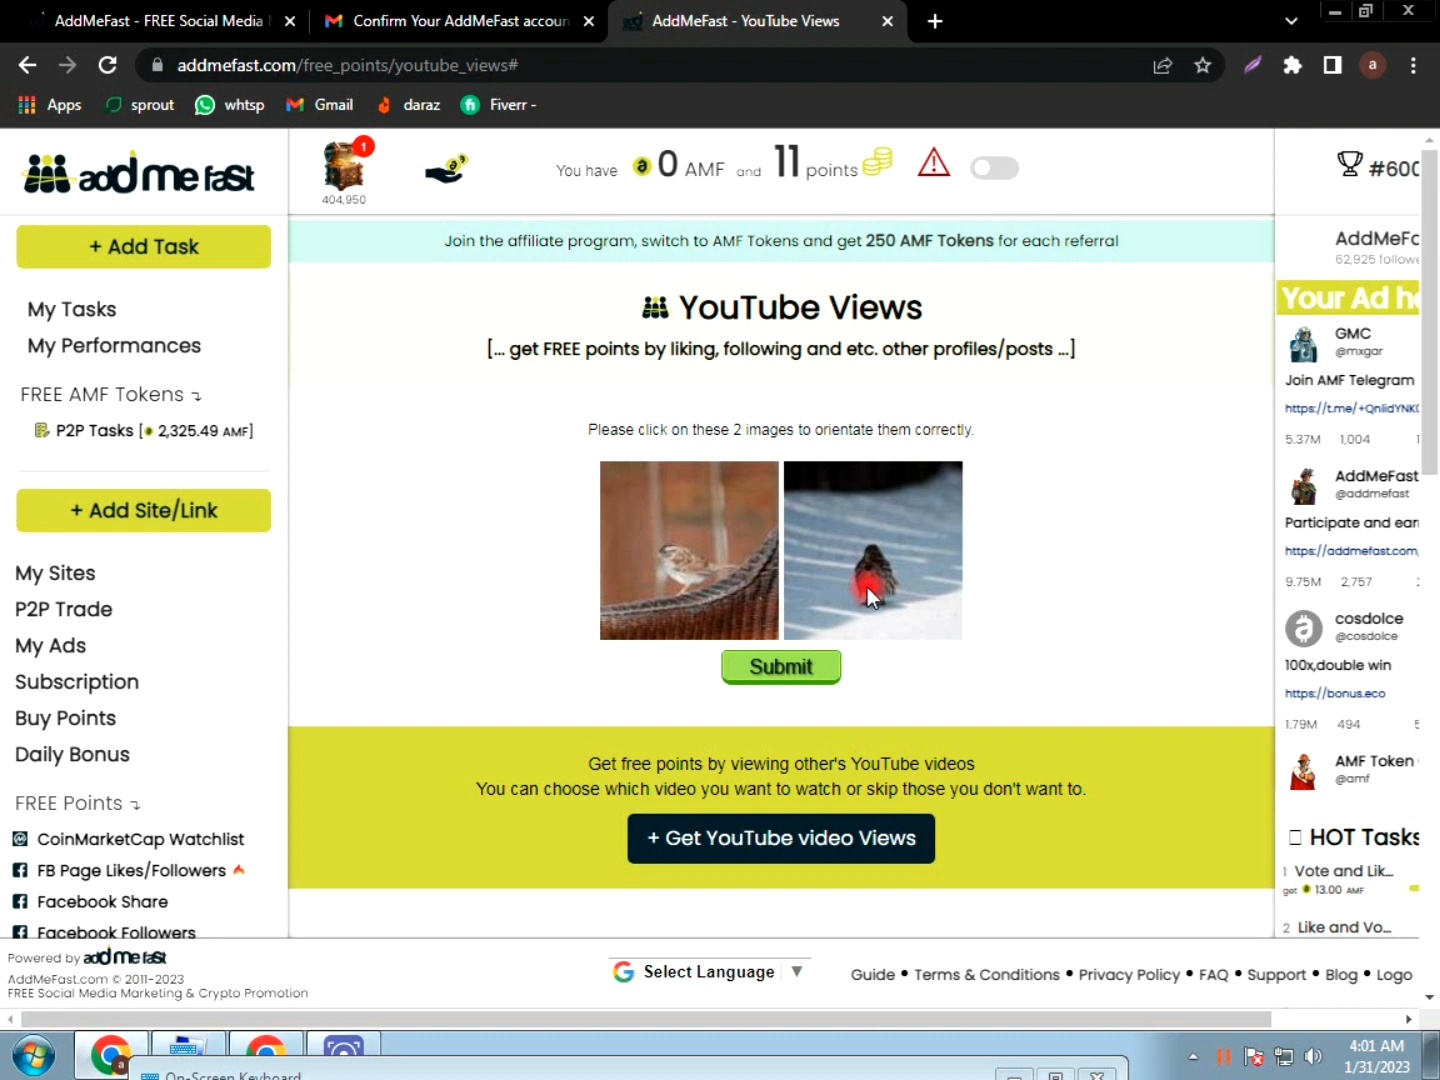 AddMeFast - FREE Social Media
Confirm Your AddMeFast accoun
AddMeFast - YouTube Views
addmefast.com/free_points/youtube_views#
a
Apps
sprout
whtsp
Gmail
daraz
Fiverr -
add me fast
1
404,950
You have 0 AMF and 11 points
#600
+ Add Task
My Tasks
My Performances
FREE AMF Tokens
P2P Tasks [ 2,325.49 AMF]
+ Add Site/Link
My Sites
P2P Trade
My Ads
Subscription
Buy Points
Daily Bonus
FREE Points
CoinMarketCap Watchlist
FB Page Likes/Followers
Facebook Share
Facebook Followers
Join the affiliate program, switch to AMF Tokens and get 250 AMF Tokens for each referral
YouTube Views
[... get FREE points by liking, following and etc. other profiles/posts ...]
Please click on these 2 images to orientate them correctly.
Submit
Get free points by viewing other's YouTube videos
You can choose which video you want to watch or skip those you don't want to.
+ Get YouTube video Views
AddMeFa
62,925 followe
Your Ad he
GMC
@mxgar
Join AMF Telegram
https://t.me/+QnlidYNK
5.37M 1,004 1
AddMeFast
@addmefast
Participate and earn
https://addmefast.com/
9.75M 2,757
cosdolce
@cosdolce
100x,double win
https://bonus.eco
1.79M 494
AMF Token
@amf
HOT Tasks
1 Vote and Lik...
get 13.00 AMF
2 Like and Vo...
Powered by add me fast
AddMeFast.com © 2011-2023
FREE Social Media Marketing & Crypto Promotion
Select Language ▼
Guide • Terms & Conditions • Privacy Policy • FAQ • Support • Blog • Logo
On-Screen Keyboard
4:01 AM
1/31/2023